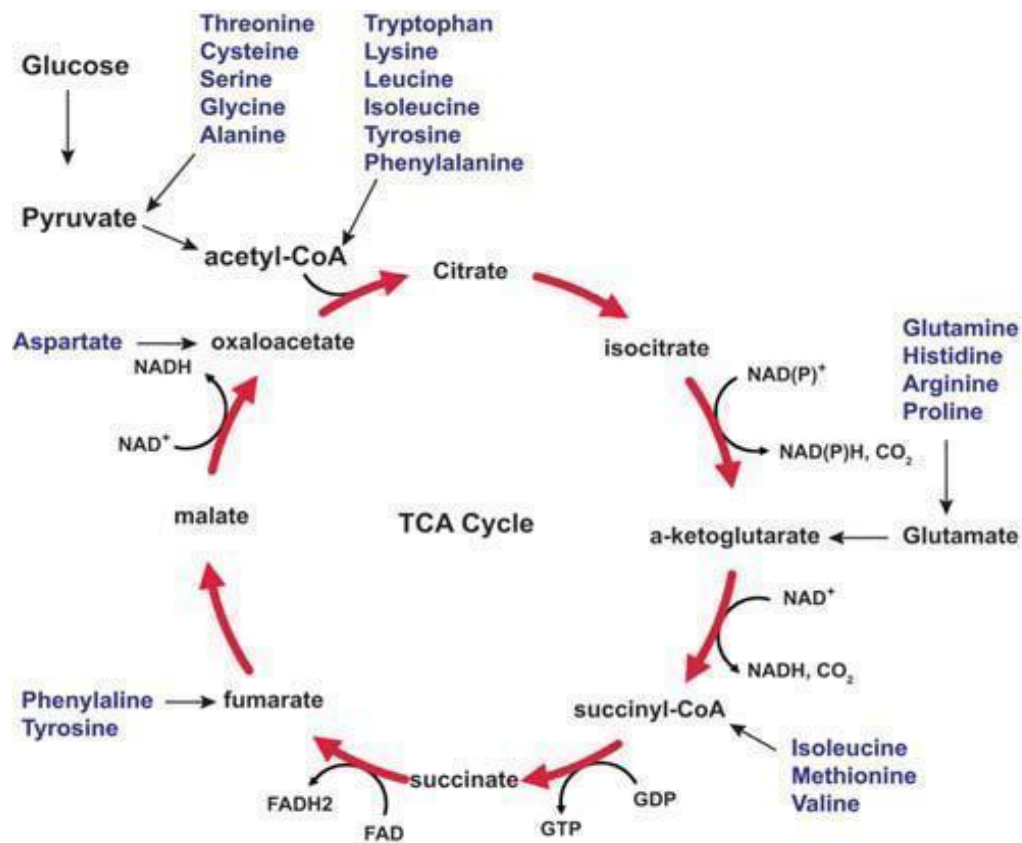 Threonine
Cysteine
Serine
Glycine
Alanine
Tryptophan
Lysine
Leucine
Isoleucine
Tyrosine
Phenylalanine
Glucose
Pyruvate
acetyl-CoA
Citrate
Aspartate
oxaloacetate
isocitrate
NADH
NAD⁺
NAD(P)⁺
NAD(P)H, CO₂
Glutamine
Histidine
Arginine
Proline
malate
TCA Cycle
a-ketoglutarate
Glutamate
NAD⁺
NADH, CO₂
Phenylaline
Tyrosine
fumarate
succinyl-CoA
Isoleucine
Methionine
Valine
succinate
FADH2
FAD
GTP
GDP